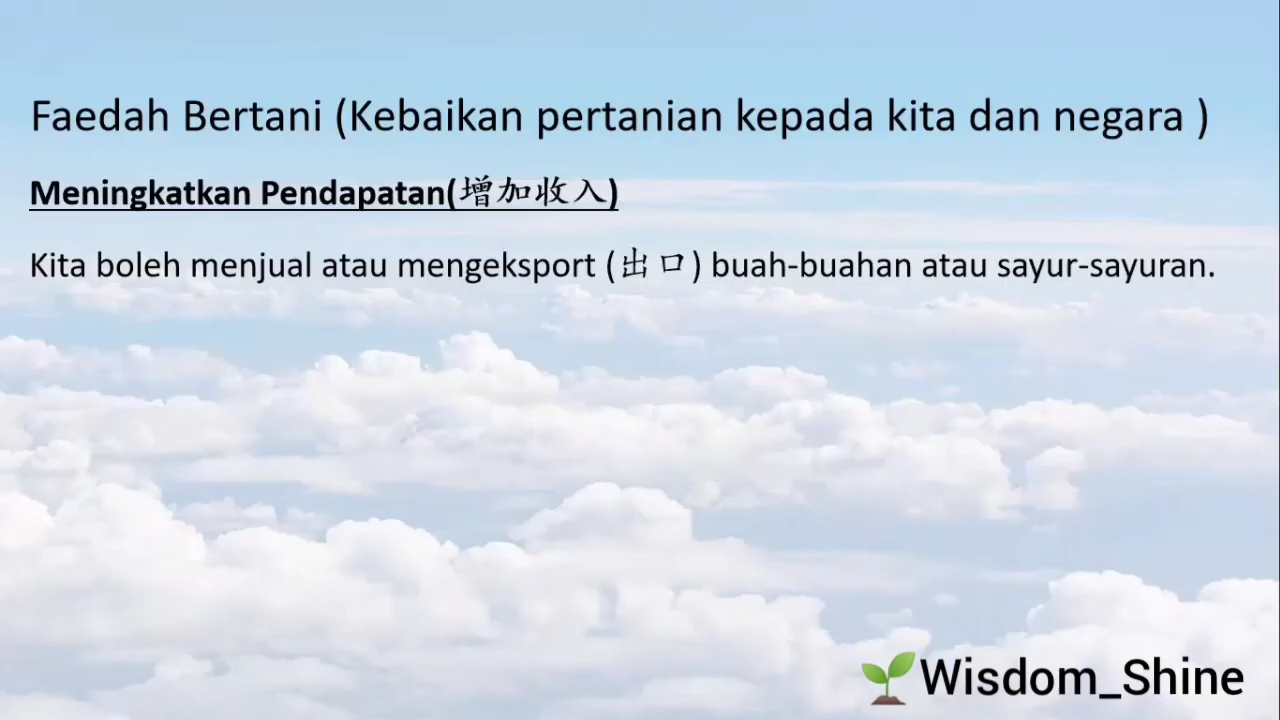 Faedah Bertani (Kebaikan pertanian kepada kita dan negara )
Meningkatkan Pendapatan(增加收入)
Kita boleh menjual atau mengeksport (出口) buah-buahan atau sayur-sayuran.
Wisdom_Shine